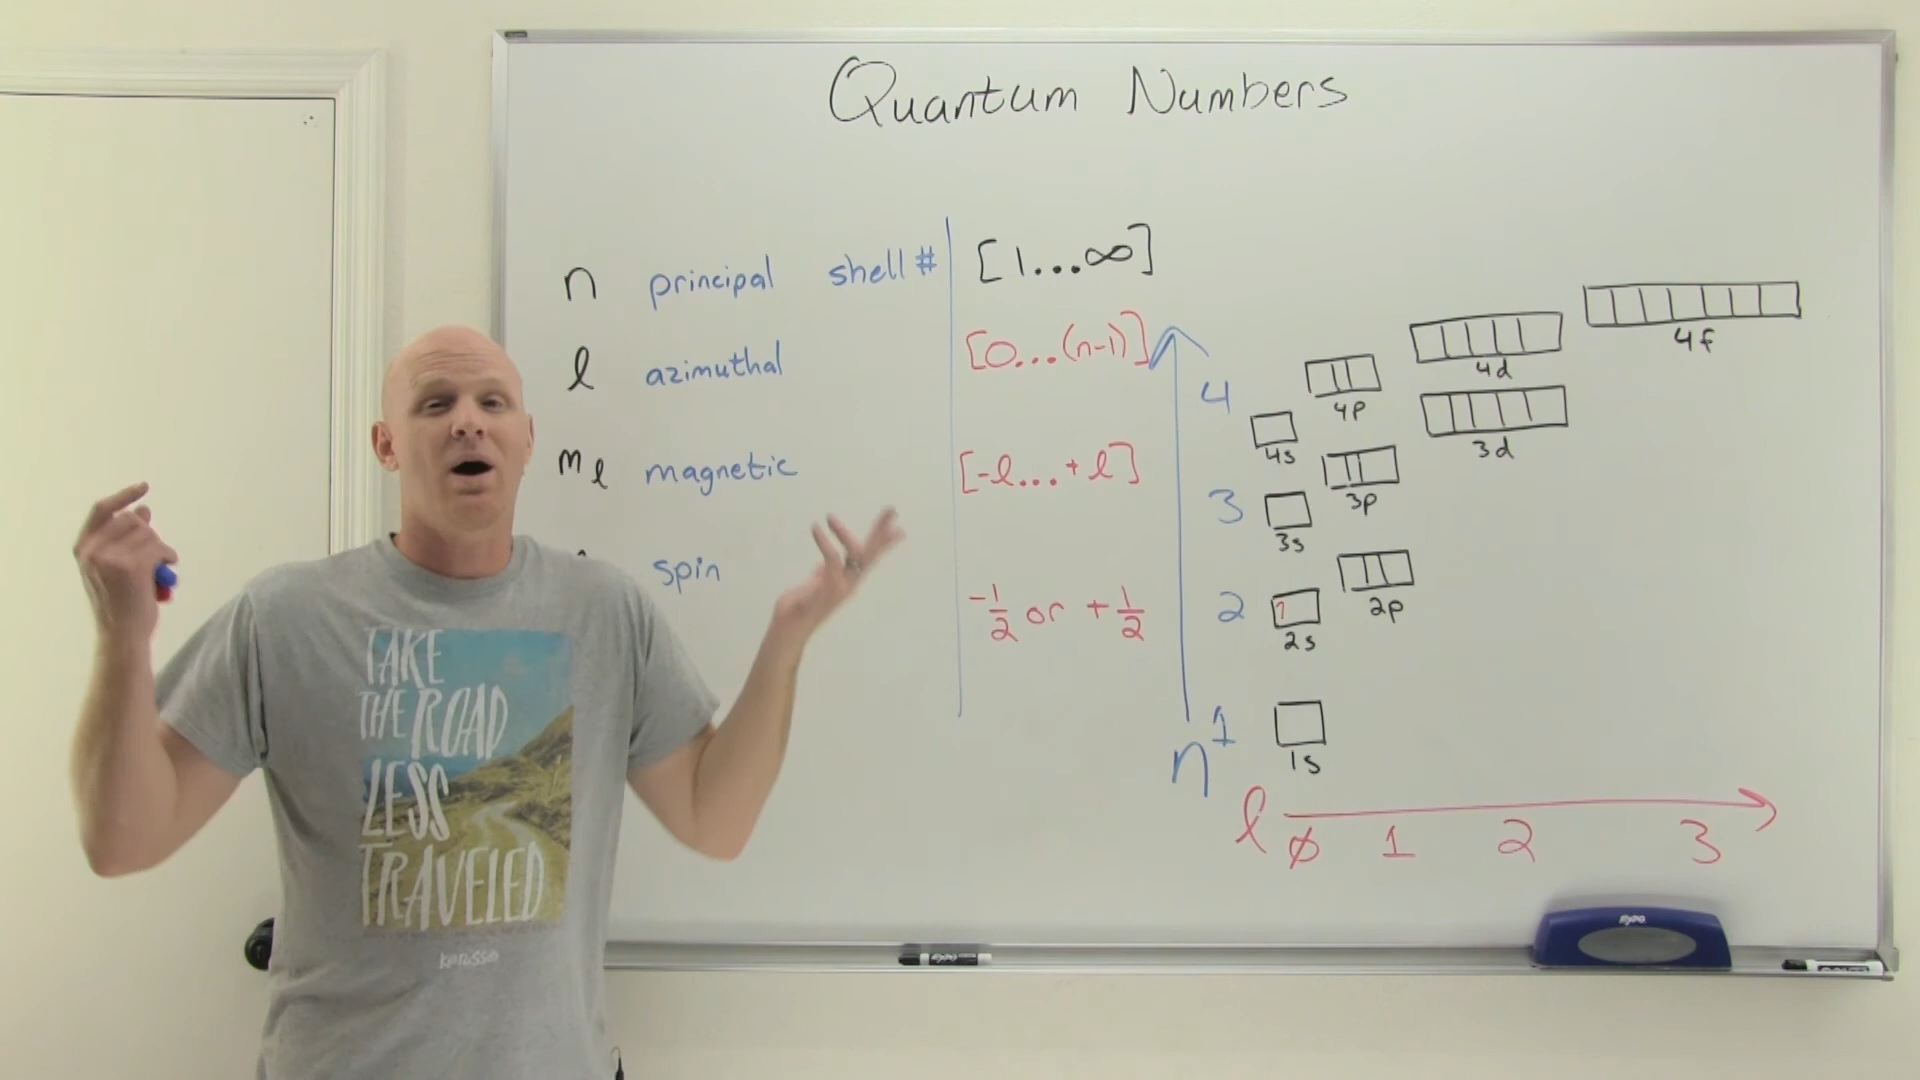 Quantum Numbers
n principal shell # [1...∞]
l azimuthal [0...(n-1)]
ml magnetic [-l...+l]
spin -1/2 or +1/2
4f
4d
4 4p
4s 3d
3 3p
3s
2 2p
2s
1
n 1s
l 0 1 2 3
TAKE
THE ROAD
LESS
TRAVELED
EXPO